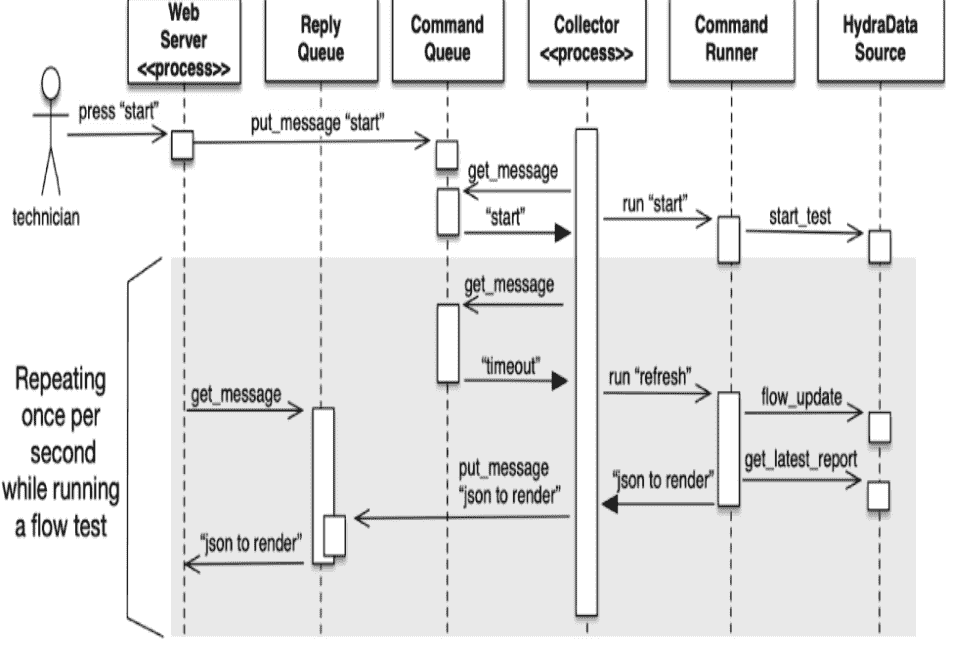 Web
Server
<<process>>
Reply
Queue
Command
Queue
Collector
<<process>>
Command
Runner
HydraData
Source
press “start”
put_message “start”
technician
get_message
“start”
run “start”
start_test
get_message
“timeout”
run “refresh”
get_message
flow_update
get_latest_report
“json to render”
put_message
“json to render”
“json to render”
Repeating
once per
second
while running
a flow test